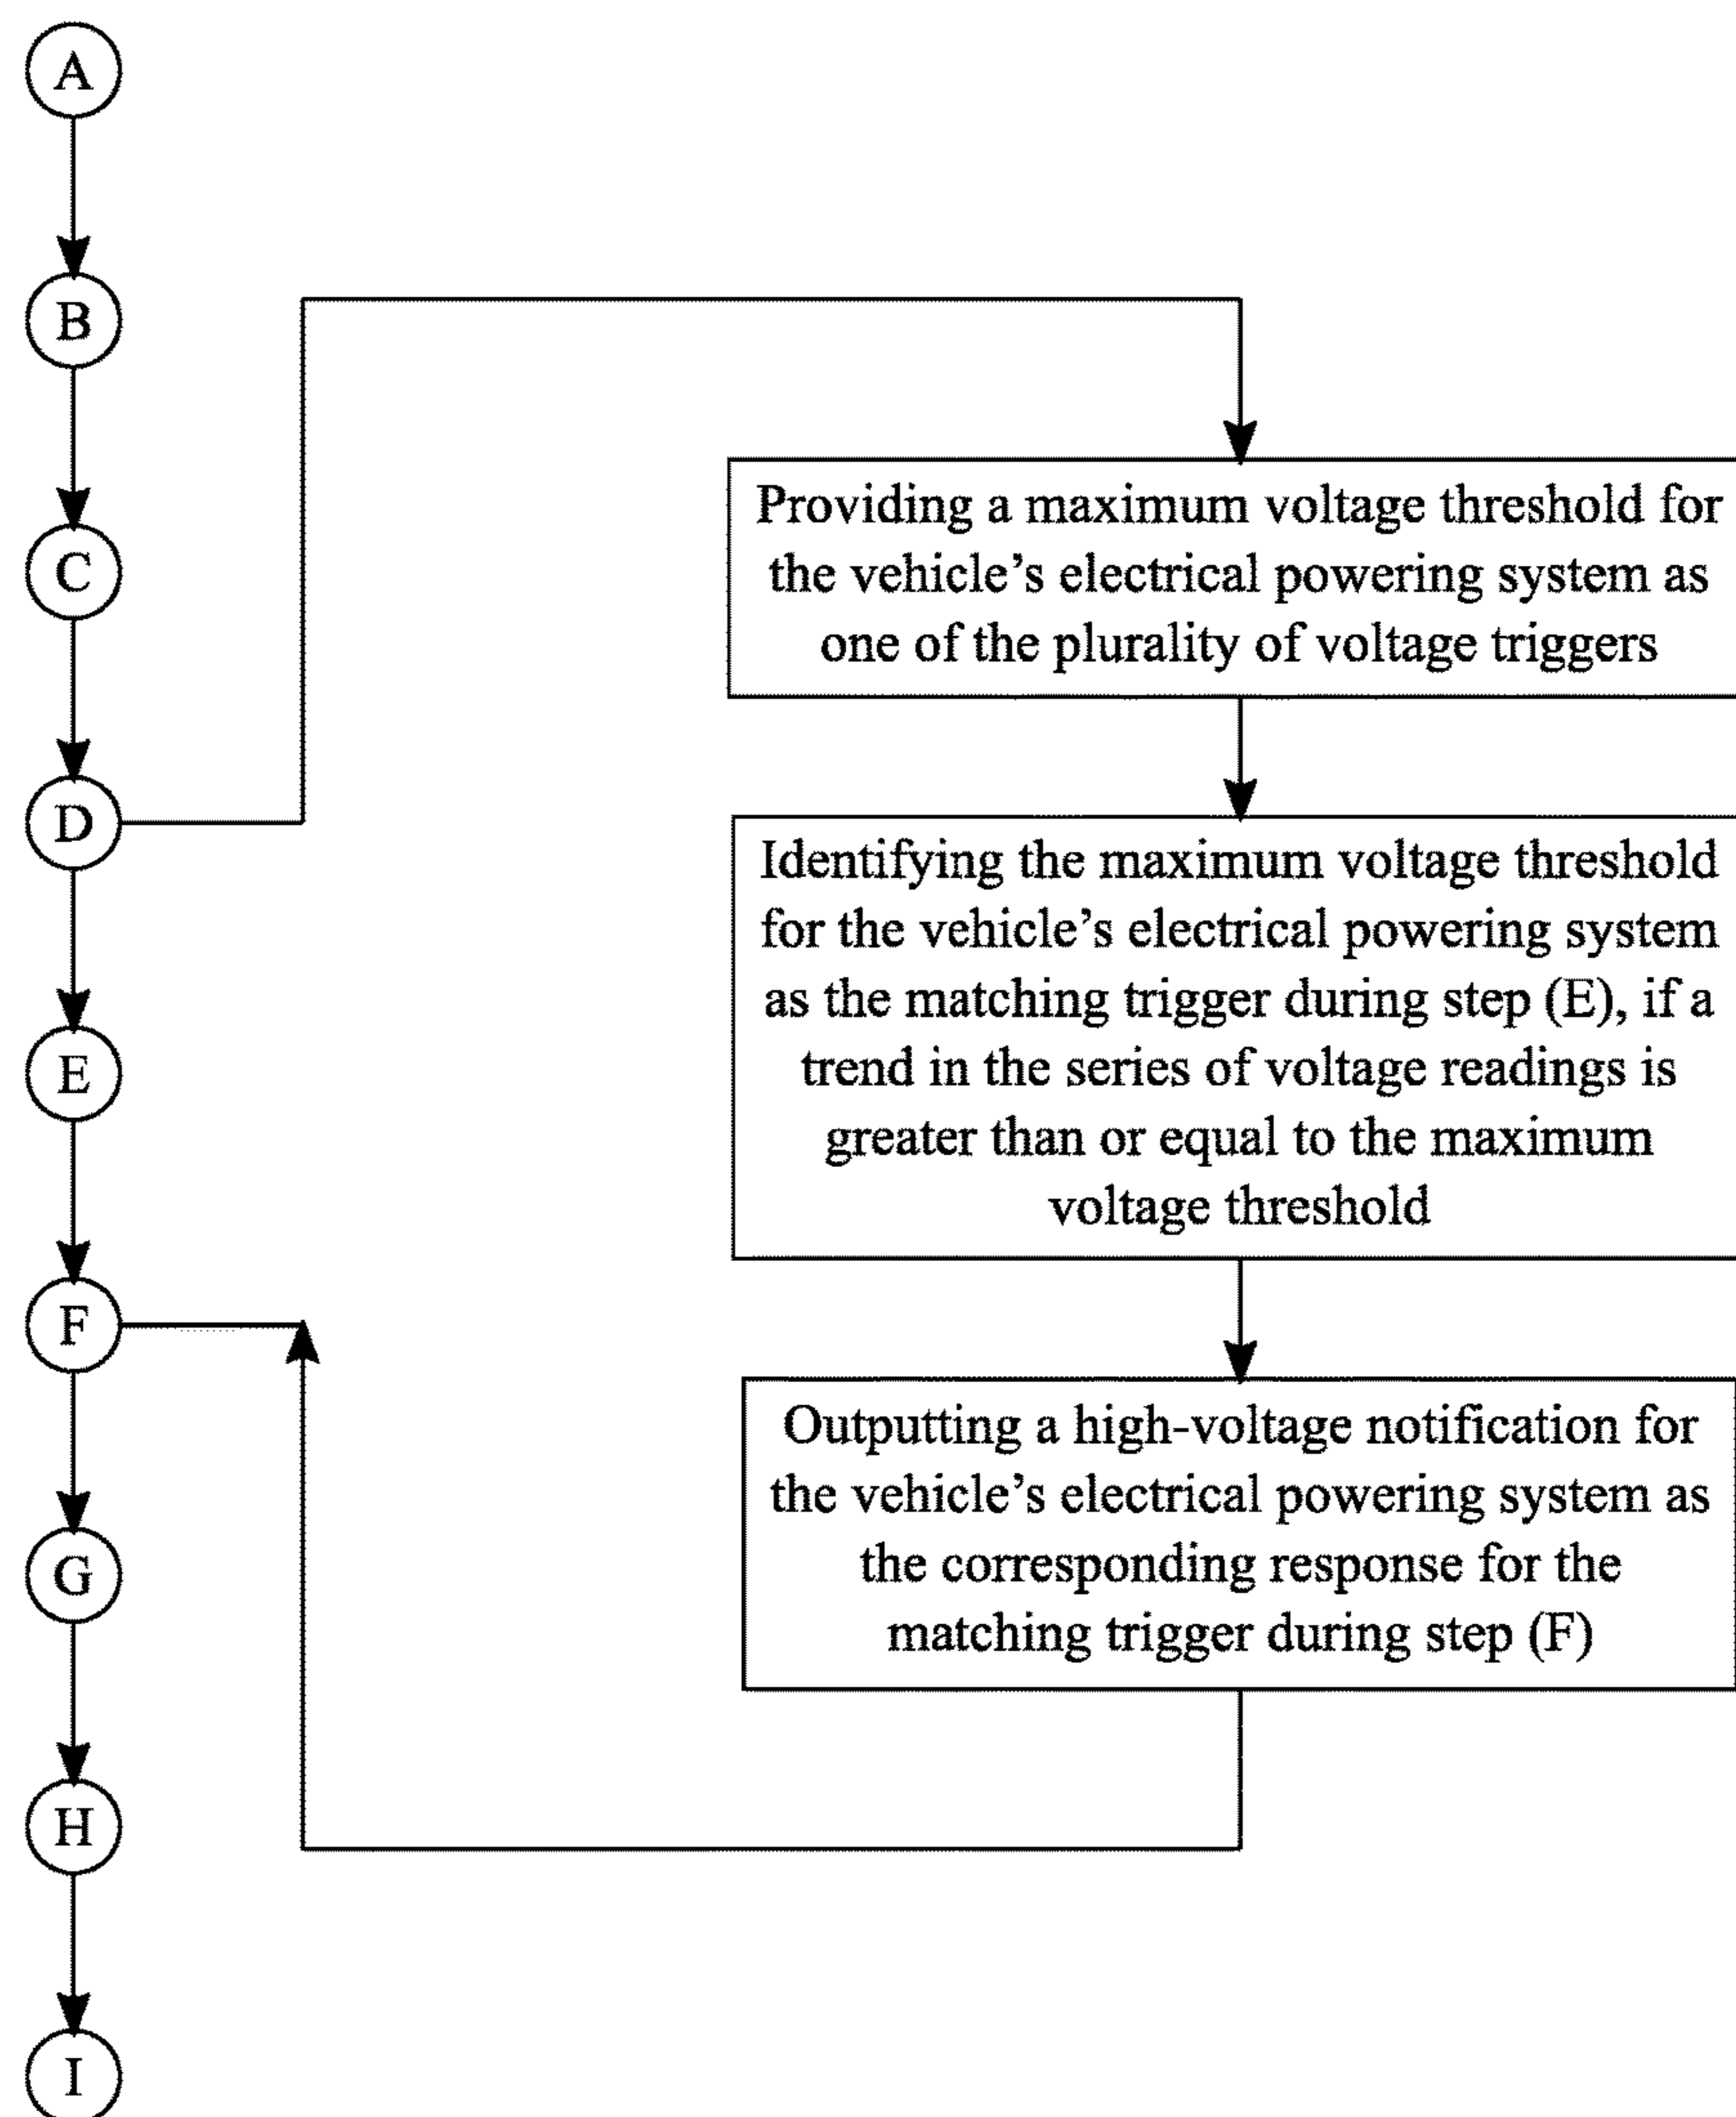 A
B
C
D
E
F
G
H
I
Providing a maximum voltage threshold for
the vehicle’s electrical powering system as
one of the plurality of voltage triggers
Identifying the maximum voltage threshold
for the vehicle’s electrical powering system
as the matching trigger during step (E), if a
trend in the series of voltage readings is
greater than or equal to the maximum
voltage threshold
Outputting a high-voltage notification for
the vehicle’s electrical powering system as
the corresponding response for the
matching trigger during step (F)